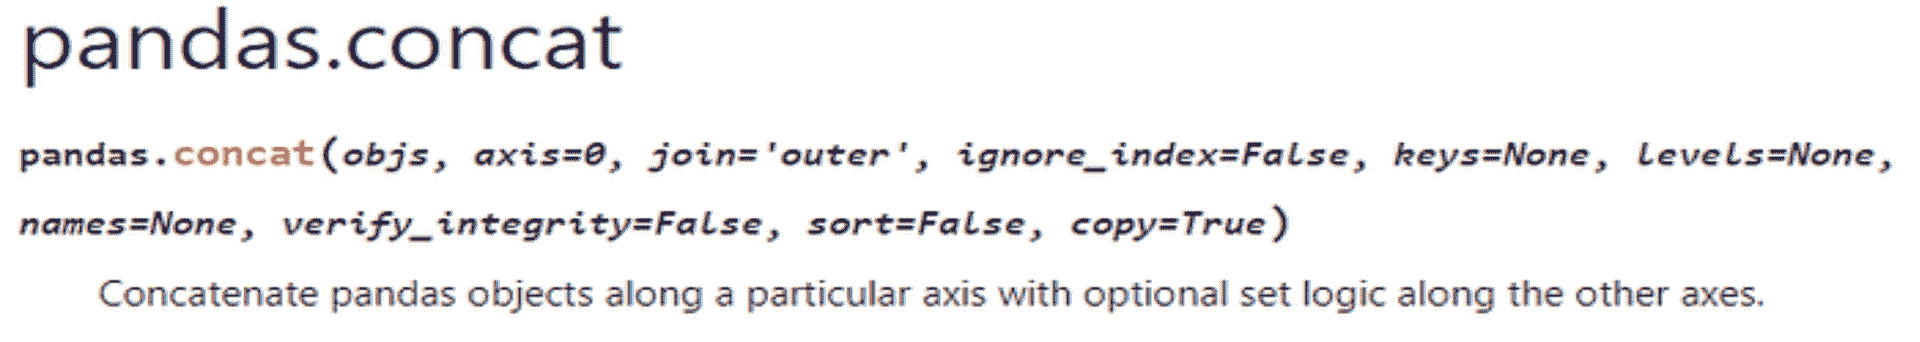 pandas.concat
pandas.concat(objs, axis=0, join='outer', ignore_index=False, keys=None, levels=None,
names=None, verify_integrity=False, sort=False, copy=True)
Concatenate pandas objects along a particular axis with optional set logic along the other axes.